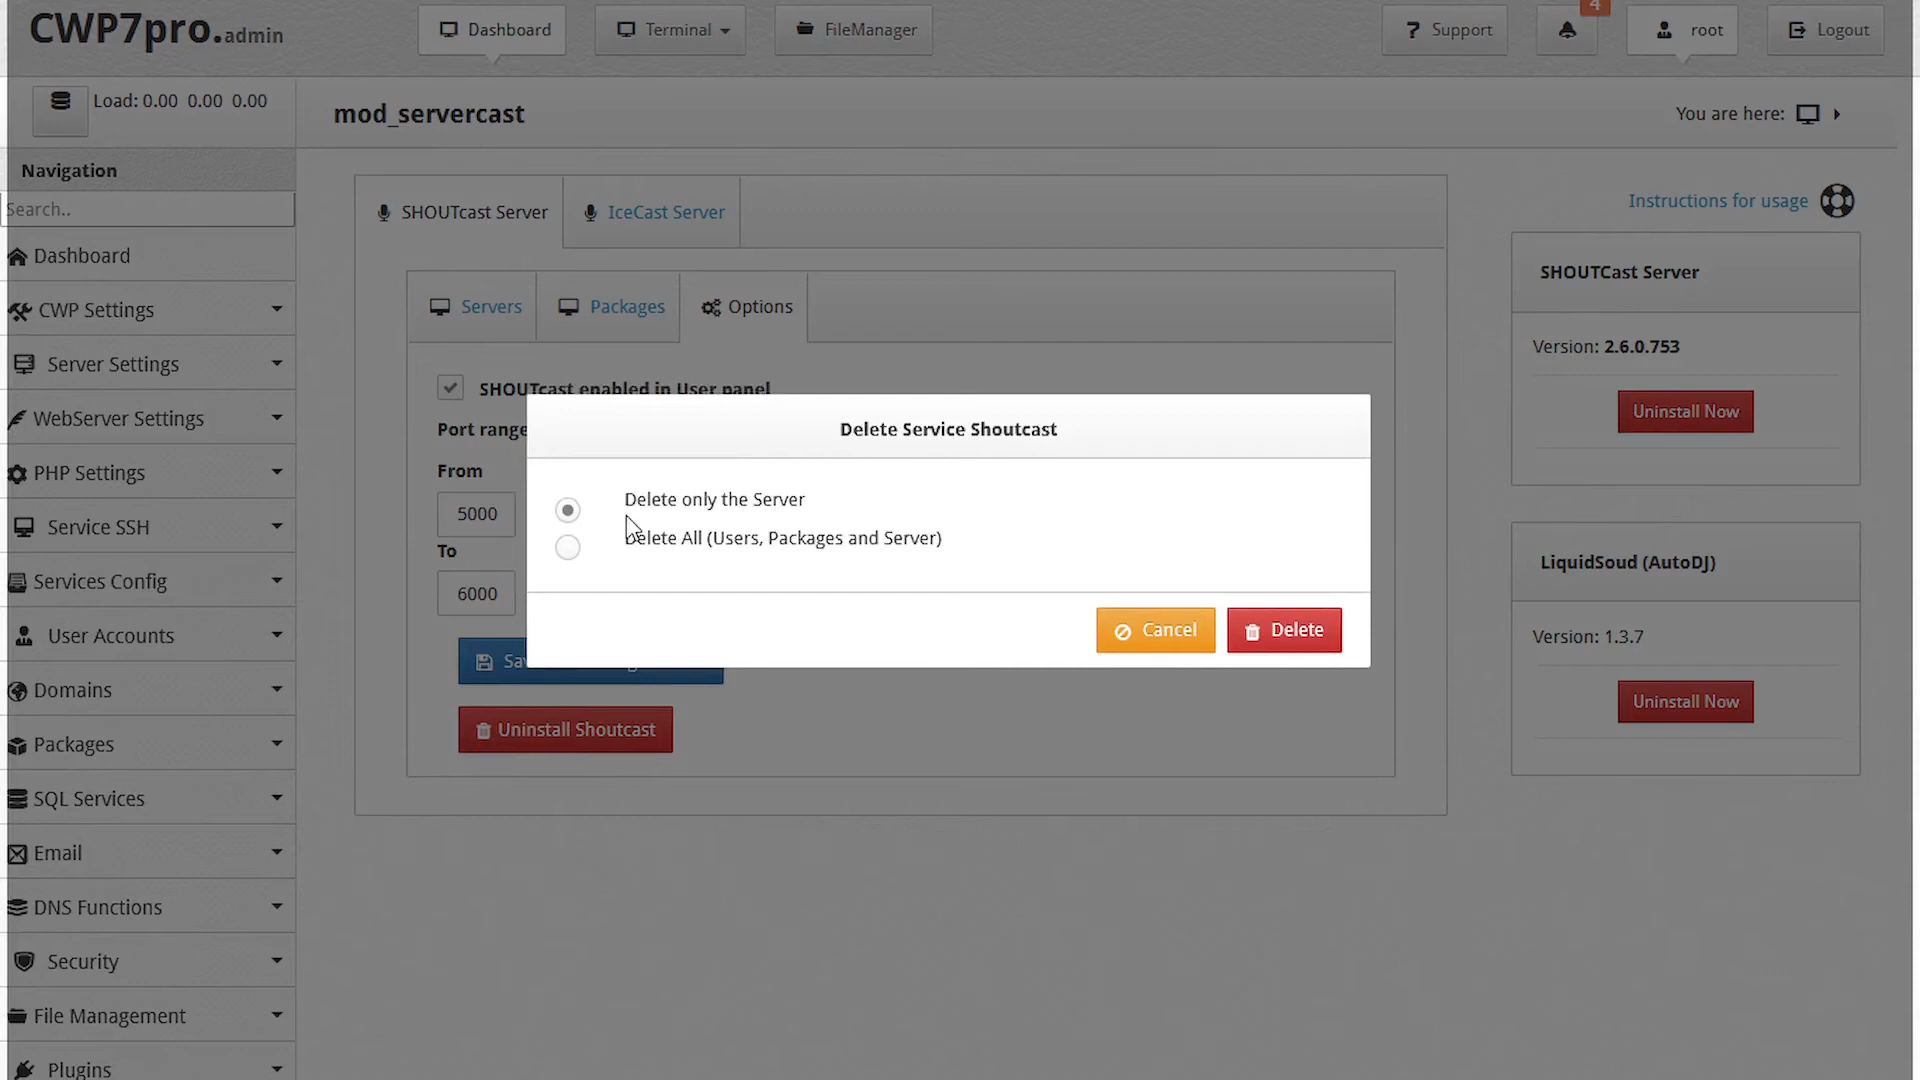 CWP7pro.admin
Dashboard
Terminal
FileManager
Support
4
root
Logout
Load: 0.00 0.00 0.00
mod_servercast
You are here:
Navigation
Search..
Dashboard
CWP Settings
Server Settings
WebServer Settings
PHP Settings
Service SSH
Services Config
User Accounts
Domains
Packages
SQL Services
Email
DNS Functions
Security
File Management
Plugins
SHOUTcast Server
IceCast Server
Servers
Packages
Options
SHOUTcast enabled in User panel
Port range
From
5000
To
6000
Uninstall Shoutcast
Delete Service Shoutcast
Delete only the Server
Delete All (Users, Packages and Server)
Cancel
Delete
Instructions for usage
SHOUTCast Server
Version: 2.6.0.753
Uninstall Now
LiquidSoud (AutoDJ)
Version: 1.3.7
Uninstall Now